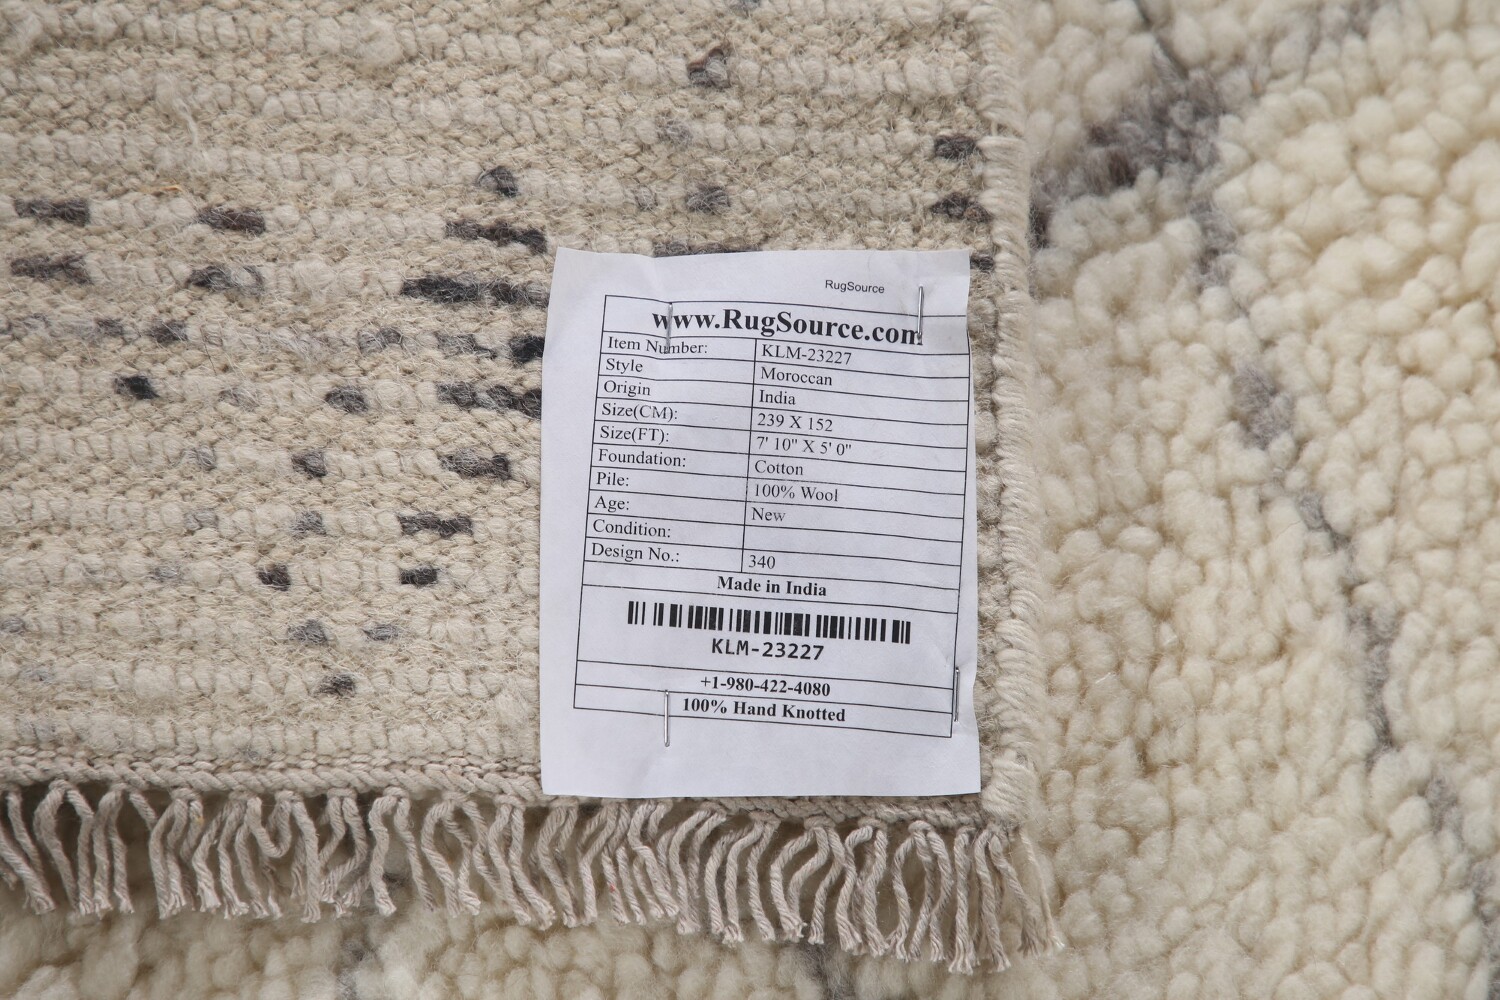 RugSource
www.RugSource.com
Item Number: KLM-23227
Style Moroccan
Origin India
Size(CM): 239 X 152
Size(FT): 7' 10" X 5' 0"
Foundation: Cotton
Pile: 100% Wool
Age: New
Condition:
Design No.: 340
Made in India
KLM-23227
+1-980-422-4080
100% Hand Knotted